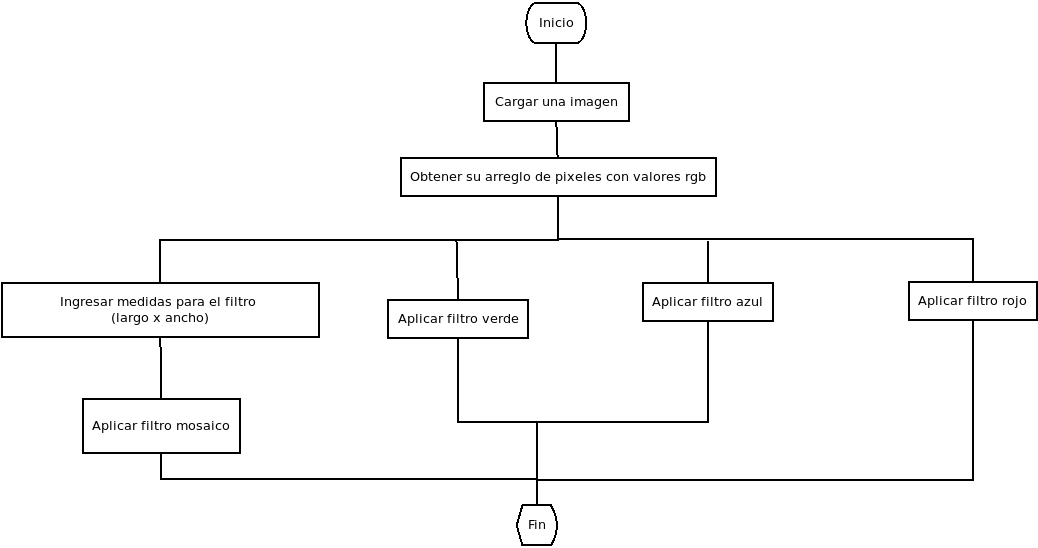 Inicio
Cargar una imagen
Obtener su arreglo de pixeles con valores rgb
Ingresar medidas para el filtro
(largo x ancho)
Aplicar filtro verde
Aplicar filtro azul
Aplicar filtro rojo
Aplicar filtro mosaico
Fin